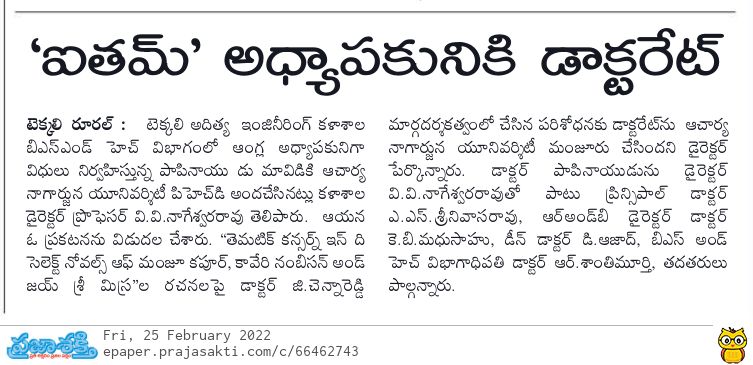 ‘ఐతమ్’ అధ్యాపకునికి డాక్టరేట్
టెక్కలి రూరల్ : టెక్కలి అదిత్య ఇంజినీరింగ్ కళాశాల
బిఎస్ఎండ్ హెచ్ విభాగంలో ఆంగ్ల అధ్యాపకునిగా
విధులు నిర్వహిస్తున్న పాపినాయు డు మావిడికి ఆచార్య
నాగార్జున యూనివర్శిటీ పిహెచ్‌డి అందచేసినట్లు కళాశాల
డైరెక్టర్ ప్రొఫెసర్ వి.వి.నాగేశ్వరరావు తెలిపారు. ఆయన
ఓ ప్రకటనను విడుదల చేశారు. “తెమటిక్ కన్సర్న్ ఇన్ ది
సెలెక్ట్ నోవల్స్ ఆఫ్ మంజూ కపూర్, కావేరి నంబిసన్ అండ్
జయ్ శ్రీ మిస్ర”ల రచనలపై డాక్టర్ జి.చెన్నారెడ్డి
మార్గదర్శకత్వంలో చేసిన పరిశోధనకు డాక్టరేట్‌ను ఆచార్య
నాగార్జున యూనివర్శిటీ మంజూరు చేసిందని డైరెక్టర్
పేర్కొన్నారు. డాక్టర్ పాపినాయుడును డైరెక్టర్
వి.వి.నాగేశ్వరరావుతో పాటు ప్రిన్సిపాల్ డాక్టర్
ఎ.ఎస్.శ్రీనివాసరావు, ఆర్అండ్‌బి డైరెక్టర్ డాక్టర్
కె.బి.మధుసాహు, డీన్ డాక్టర్ డి.ఆజాద్, బిఎస్ అండ్
హెచ్ విభాగాధిపతి డాక్టర్ ఆర్.శాంతిమూర్తి, తదతరులు
పాల్గన్నారు.
ప్రజాశక్తి
Fri, 25 February 2022
epaper.prajasakti.com/c/66462743